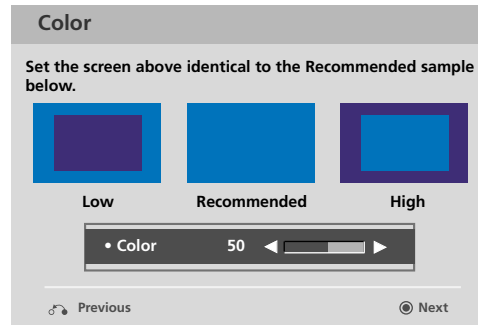 Color
Set the screen above identical to the Recommended sample
below.
Low Recommended High
• Color 50
Previous Next